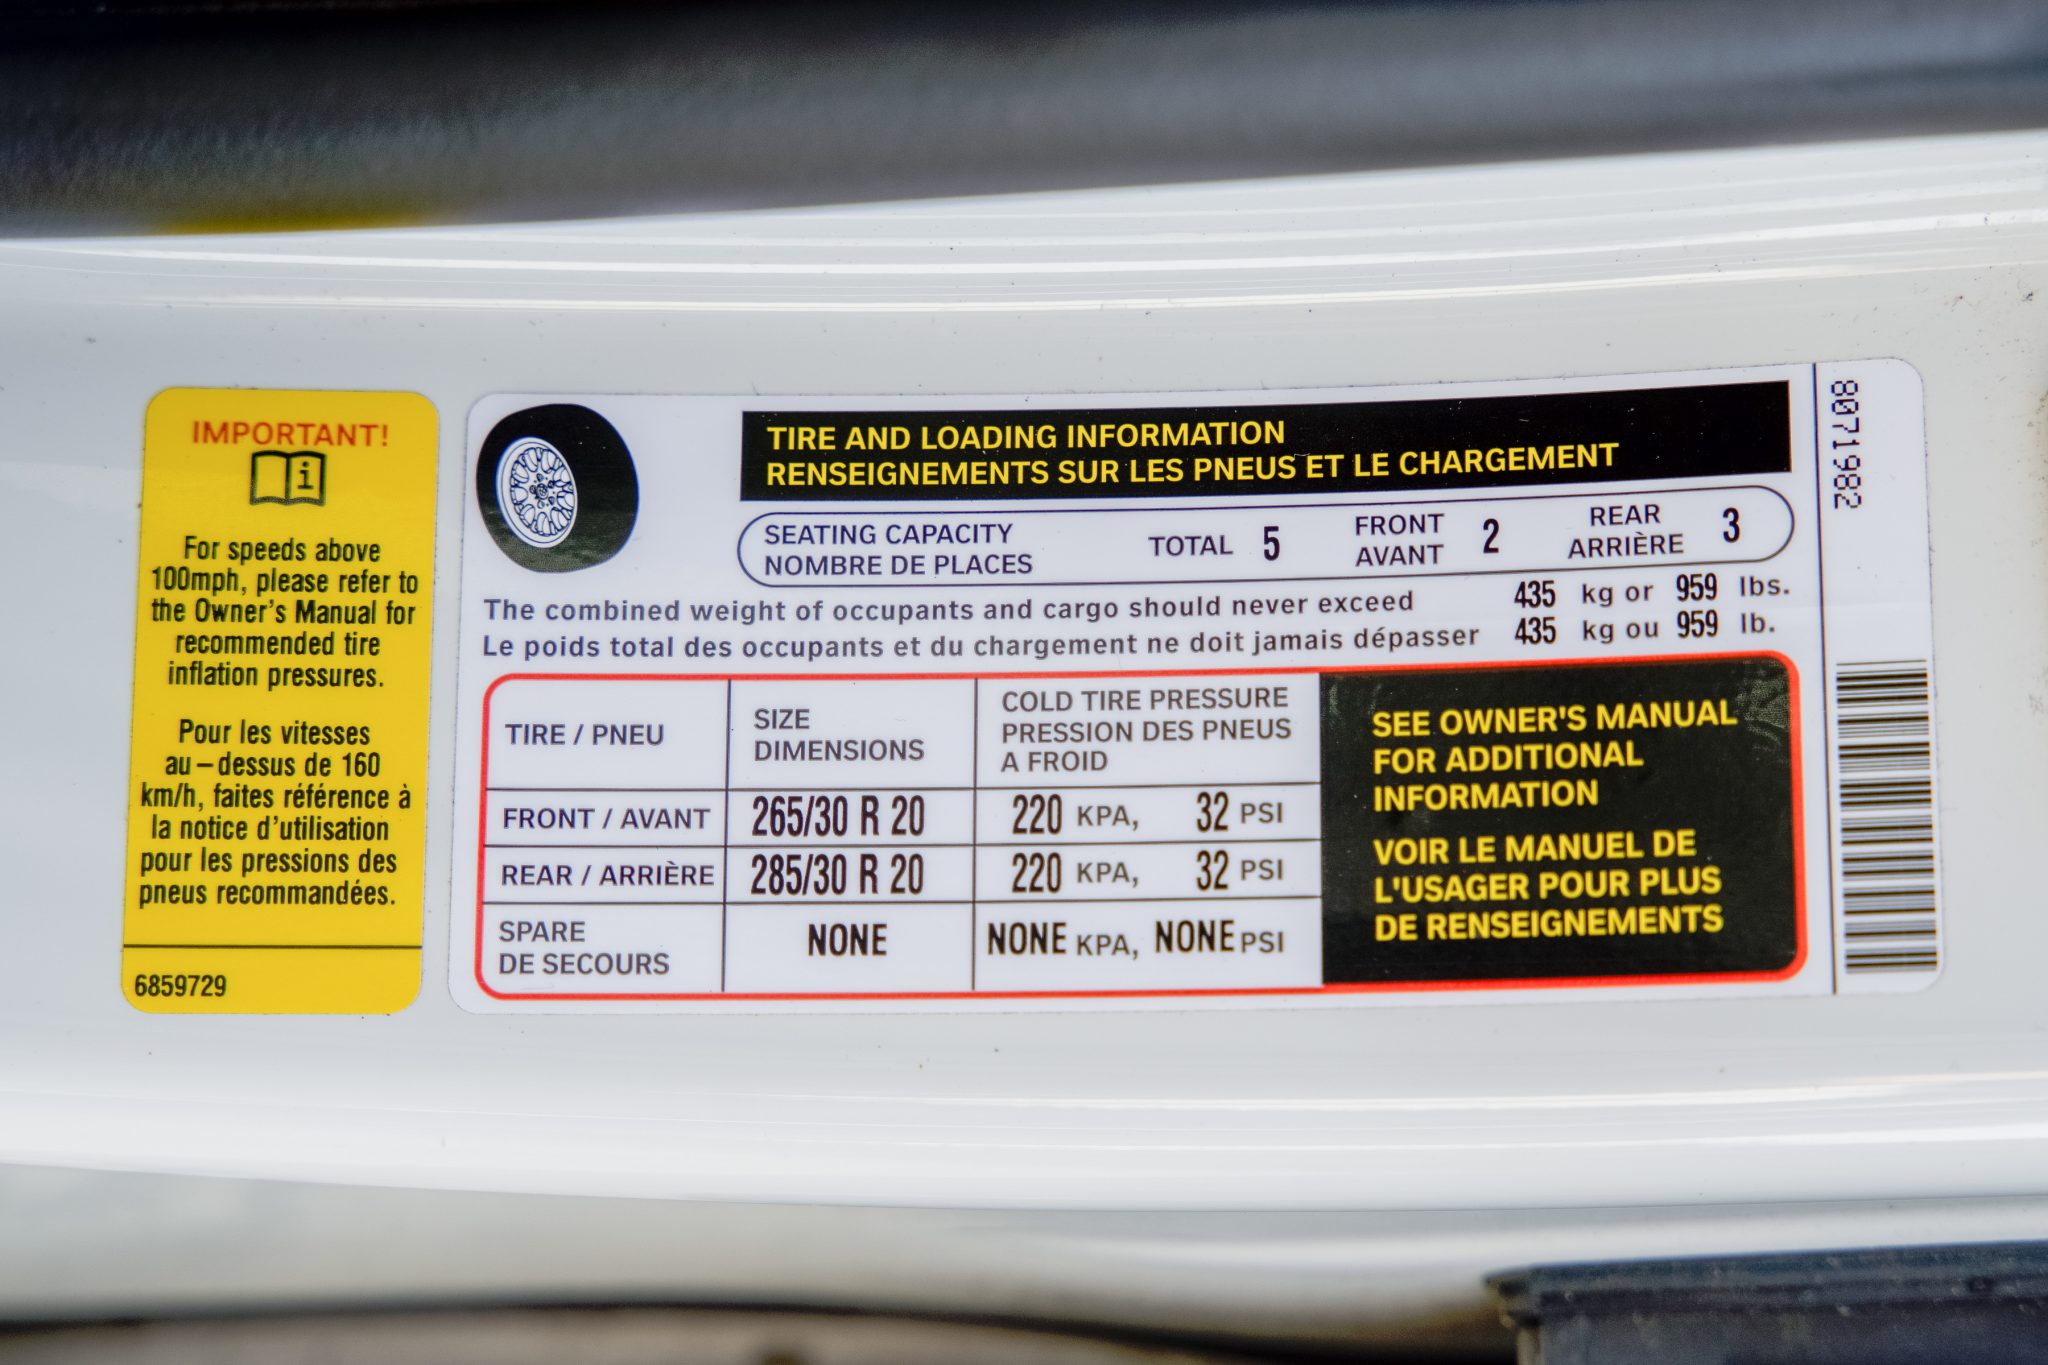 IMPORTANT!
i
For speeds above
100mph, please refer to
the Owner's Manual for
recommended tire
inflation pressures.
Pour les vitesses
au – dessus de 160
km/h, faites référence à
la notice d'utilisation
pour les pressions des
pneus recommandées.
6859729
TIRE AND LOADING INFORMATION
RENSEIGNEMENTS SUR LES PNEUS ET LE CHARGEMENT
SEATING CAPACITY
NOMBRE DE PLACES
TOTAL 5
FRONT
AVANT
2
REAR
ARRIÈRE
3
The combined weight of occupants and cargo should never exceed 435 kg or 959 lbs.
Le poids total des occupants et du chargement ne doit jamais dépasser 435 kg ou 959 lb.
TIRE / PNEU
SIZE
DIMENSIONS
COLD TIRE PRESSURE
PRESSION DES PNEUS
A FROID
FRONT / AVANT 265/30 R 20 220 KPA, 32 PSI
REAR / ARRIÈRE 285/30 R 20 220 KPA, 32 PSI
SPARE
DE SECOURS
NONE NONE KPA, NONE PSI
SEE OWNER'S MANUAL
FOR ADDITIONAL
INFORMATION
VOIR LE MANUEL DE
L'USAGER POUR PLUS
DE RENSEIGNEMENTS
8071982